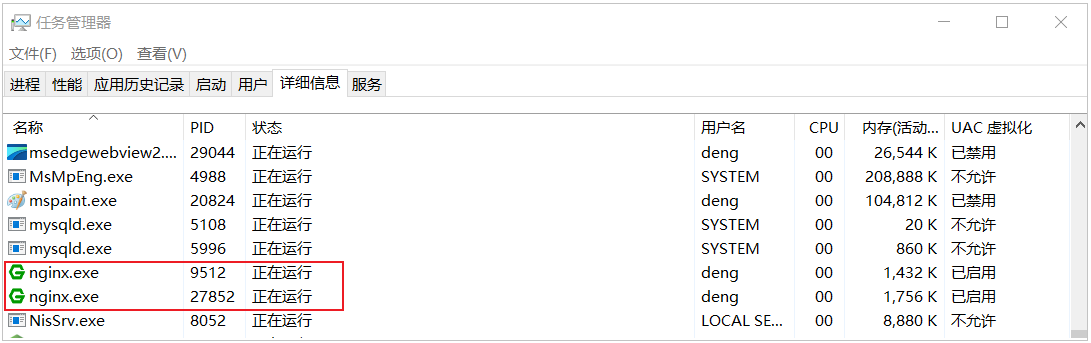 任务管理器
文件(F) 选项(O) 查看(V)
进程 性能 应用历史记录 启动 用户 详细信息 服务
名称 PID 状态 用户名 CPU 内存(活动... UAC 虚拟化
msedgewebview2.... 29044 正在运行 deng 00 26,544 K 已禁用
MsMpEng.exe 4988 正在运行 SYSTEM 00 208,888 K 不允许
mspaint.exe 20824 正在运行 deng 00 104,812 K 已禁用
mysqld.exe 5108 正在运行 SYSTEM 00 20 K 不允许
mysqld.exe 5996 正在运行 SYSTEM 00 860 K 不允许
nginx.exe 9512 正在运行 deng 00 1,432 K 已启用
nginx.exe 27852 正在运行 deng 00 1,756 K 已启用
NisSrv.exe 8052 正在运行 LOCAL SE... 00 8,880 K 不允许